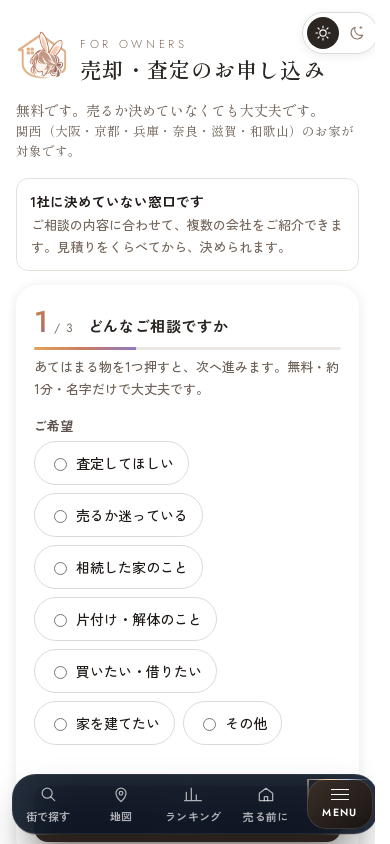 FOR OWNERS
売却・査定のお申し込み
無料です。売るか決めていなくても大丈夫です。
関西（大阪・京都・兵庫・奈良・滋賀・和歌山）のお家が
対象です。
1社に決めていない窓口です
ご相談の内容に合わせて、複数の会社をご紹介できま
す。見積りをくらべてから、決められます。
1 / 3 どんなご相談ですか
あてはまる物を1つ押すと、次へ進みます。無料・約
1分・名字だけで大丈夫です。
ご希望
査定してほしい
売るか迷っている
相続した家のこと
片付け・解体のこと
買いたい・借りたい
家を建てたい
その他
街で探す
地図
ランキング
売る前に
MENU